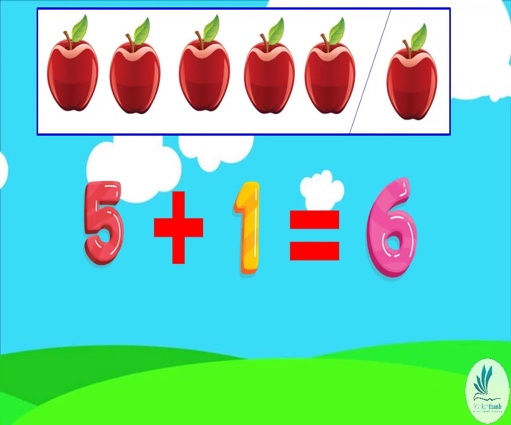 5 + 1 = 6